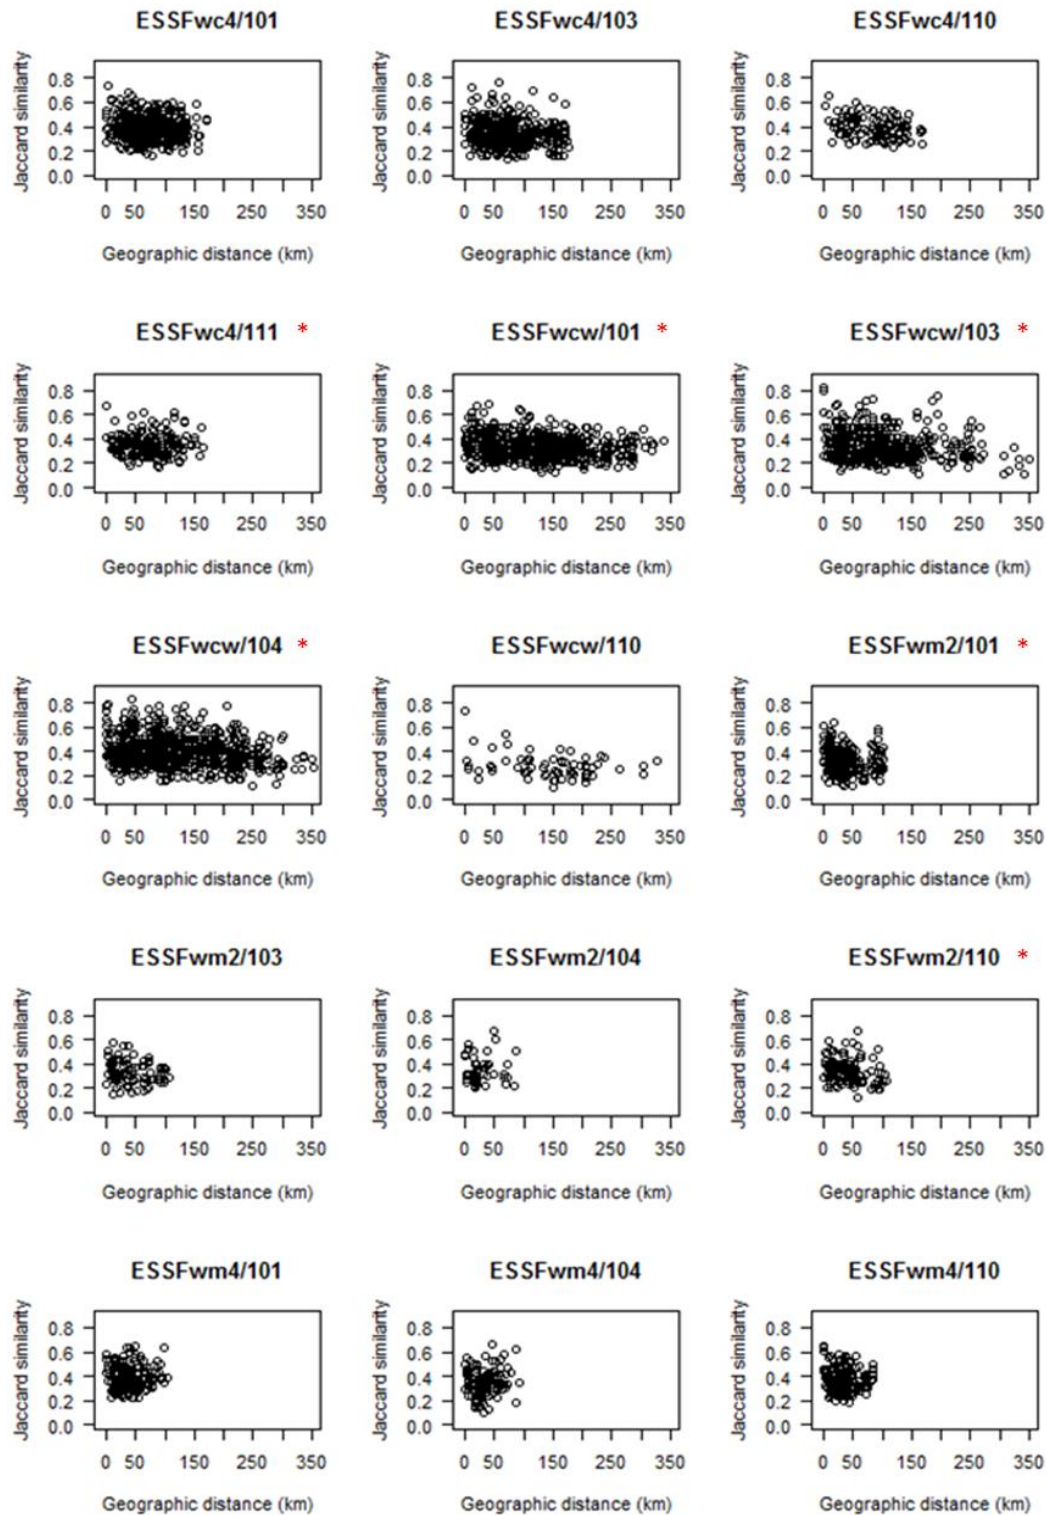 ESSFwc4/101 ESSFwc4/103 ESSFwc4/110
Jaccard similarity Jaccard similarity Jaccard similarity
0.8 0.8 0.8
0.6 0.6 0.6
0.4 0.4 0.4
0.2 0.2 0.2
0.0 0.0 0.0
0 50 150 250 350 0 50 150 250 350 0 50 150 250 350
Geographic distance (km) Geographic distance (km) Geographic distance (km)
ESSFwc4/111 * ESSFwcw/101 * ESSFwcw/103 *
Jaccard similarity Jaccard similarity Jaccard similarity
0.8 0.8 0.8
0.6 0.6 0.6
0.4 0.4 0.4
0.2 0.2 0.2
0.0 0.0 0.0
0 50 150 250 350 0 50 150 250 350 0 50 150 250 350
Geographic distance (km) Geographic distance (km) Geographic distance (km)
ESSFwcw/104 * ESSFwcw/110 ESSFwm2/101 *
Jaccard similarity Jaccard similarity Jaccard similarity
0.8 0.8 0.8
0.6 0.6 0.6
0.4 0.4 0.4
0.2 0.2 0.2
0.0 0.0 0.0
0 50 150 250 350 0 50 150 250 350 0 50 150 250 350
Geographic distance (km) Geographic distance (km) Geographic distance (km)
ESSFwm2/103 ESSFwm2/104 ESSFwm2/110 *
Jaccard similarity Jaccard similarity Jaccard similarity
0.8 0.8 0.8
0.6 0.6 0.6
0.4 0.4 0.4
0.2 0.2 0.2
0.0 0.0 0.0
0 50 150 250 350 0 50 150 250 350 0 50 150 250 350
Geographic distance (km) Geographic distance (km) Geographic distance (km)
ESSFwm4/101 ESSFwm4/104 ESSFwm4/110
Jaccard similarity Jaccard similarity Jaccard similarity
0.8 0.8 0.8
0.6 0.6 0.6
0.4 0.4 0.4
0.2 0.2 0.2
0.0 0.0 0.0
0 50 150 250 350 0 50 150 250 350 0 50 150 250 350
Geographic distance (km) Geographic distance (km) Geographic distance (km)